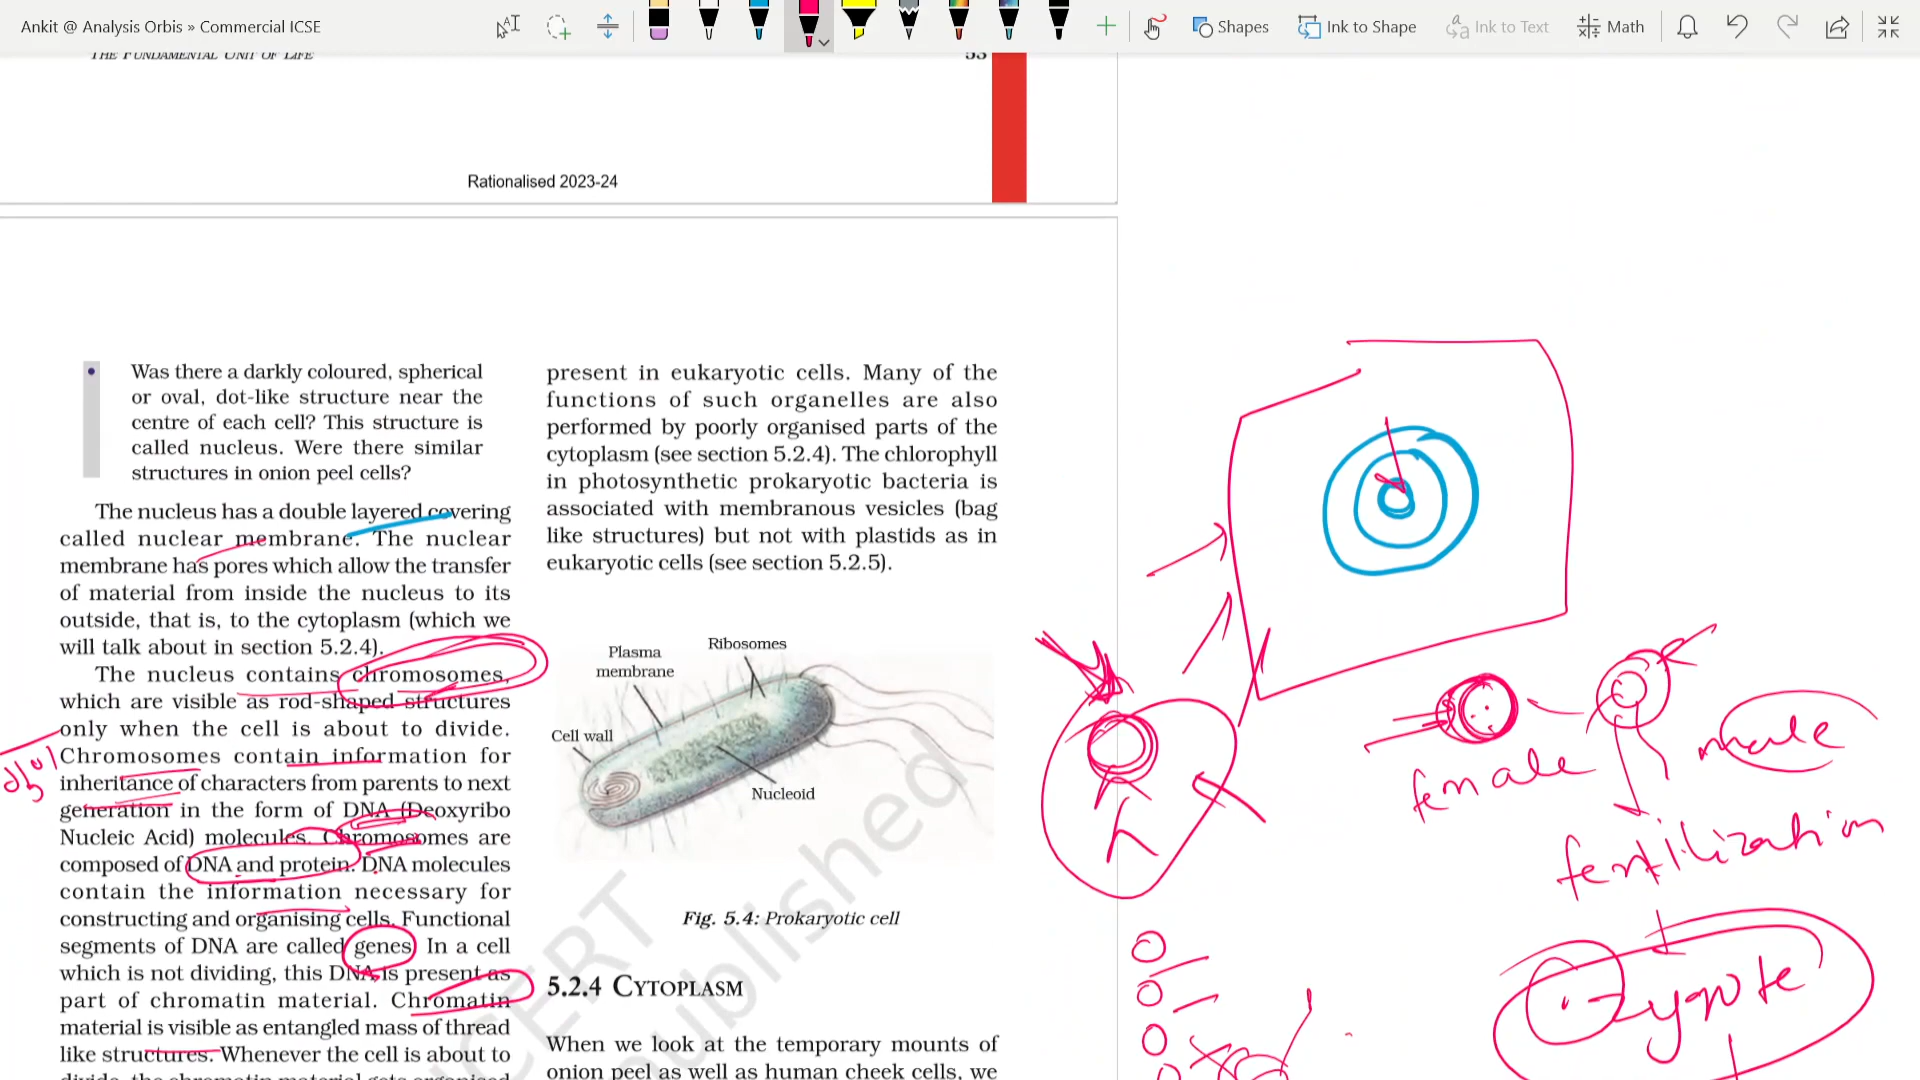 Ankit @ Analysis Orbis » Commercial ICSE
Shapes
Ink to Shape
Ink to Text
Math
THE FUNDAMENTAL UNIT OF LIFE
53
Rationalised 2023-24
• Was there a darkly coloured, spherical
or oval, dot-like structure near the
centre of each cell? This structure is
called nucleus. Were there similar
structures in onion peel cells?
The nucleus has a double layered covering
called nuclear membrane. The nuclear
membrane has pores which allow the transfer
of material from inside the nucleus to its
outside, that is, to the cytoplasm (which we
will talk about in section 5.2.4).
The nucleus contains chromosomes,
which are visible as rod-shaped structures
only when the cell is about to divide.
Chromosomes contain information for
inheritance of characters from parents to next
generation in the form of DNA (Deoxyribo
Nucleic Acid) molecules. Chromosomes are
composed of DNA and protein. DNA molecules
contain the information necessary for
constructing and organising cells. Functional
segments of DNA are called genes. In a cell
which is not dividing, this DNA is present as
part of chromatin material. Chromatin
material is visible as entangled mass of thread
like structures. Whenever the cell is about to
divide, the chromatin material gets organised
present in eukaryotic cells. Many of the
functions of such organelles are also
performed by poorly organised parts of the
cytoplasm (see section 5.2.4). The chlorophyll
in photosynthetic prokaryotic bacteria is
associated with membranous vesicles (bag
like structures) but not with plastids as in
eukaryotic cells (see section 5.2.5).
Ribosomes
Plasma
membrane
Cell wall
Nucleoid
Fig. 5.4: Prokaryotic cell
5.2.4 CYTOPLASM
When we look at the temporary mounts of
onion peel as well as human cheek cells, we
published
male
female
fertilization
zygote